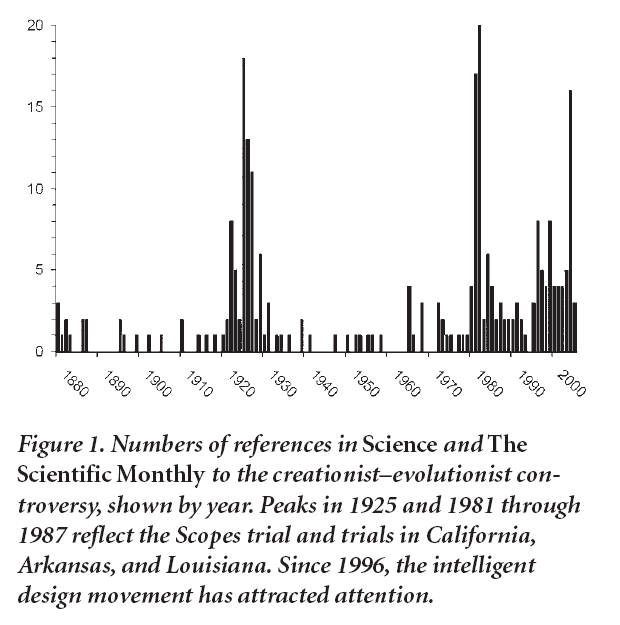 20
15
10
5
0
1880 1890 1900 1910 1920 1930 1940 1950 1960 1970 1980 1990 2000
Figure 1. Numbers of references in Science and The
Scientific Monthly to the creationist–evolutionist con-
troversy, shown by year. Peaks in 1925 and 1981 through
1987 reflect the Scopes trial and trials in California,
Arkansas, and Louisiana. Since 1996, the intelligent
design movement has attracted attention.